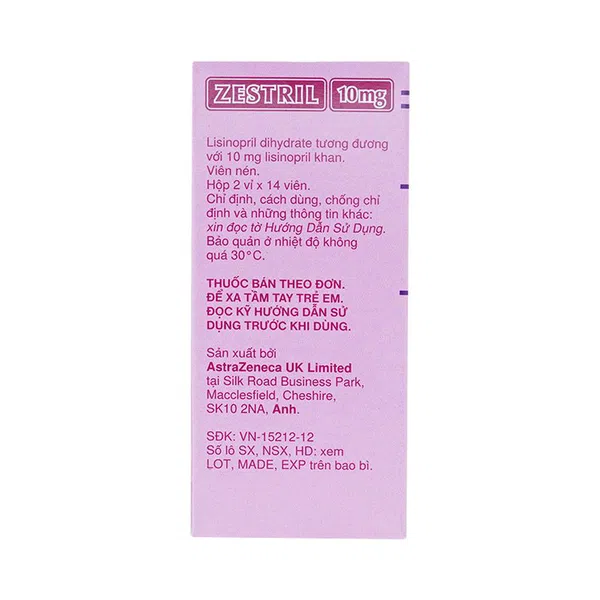 ZESTRIL 10mg
Lisinopril dihydrate tương đương
với 10 mg lisinopril khan.
Viên nén.
Hộp 2 vỉ x 14 viên.
Chỉ định, cách dùng, chống chỉ
định và những thông tin khác:
xin đọc tờ Hướng Dẫn Sử Dụng.
Bảo quản ở nhiệt độ không
quá 30°C.
THUỐC BÁN THEO ĐƠN.
ĐỂ XA TẦM TAY TRẺ EM.
ĐỌC KỸ HƯỚNG DẪN SỬ
DỤNG TRƯỚC KHI DÙNG.
Sản xuất bởi
AstraZeneca UK Limited
tại Silk Road Business Park,
Macclesfield, Cheshire,
SK10 2NA, Anh.
SĐK: VN-15212-12
Số lô SX, NSX, HD: xem
LOT, MADE, EXP trên bao bì.